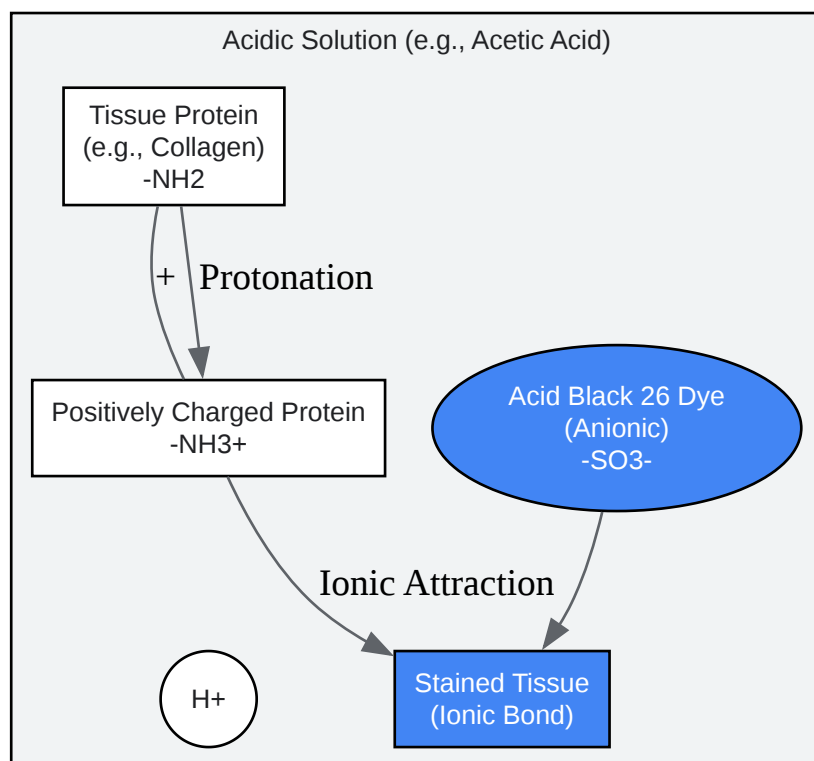 Acidic Solution (e.g., Acetic Acid)
Tissue Protein
(e.g., Collagen)
-NH2
+
Protonation
Positively Charged Protein
-NH3+
Acid Black 26 Dye
(Anionic)
-SO3-
Ionic Attraction
H+
Stained Tissue
(Ionic Bond)